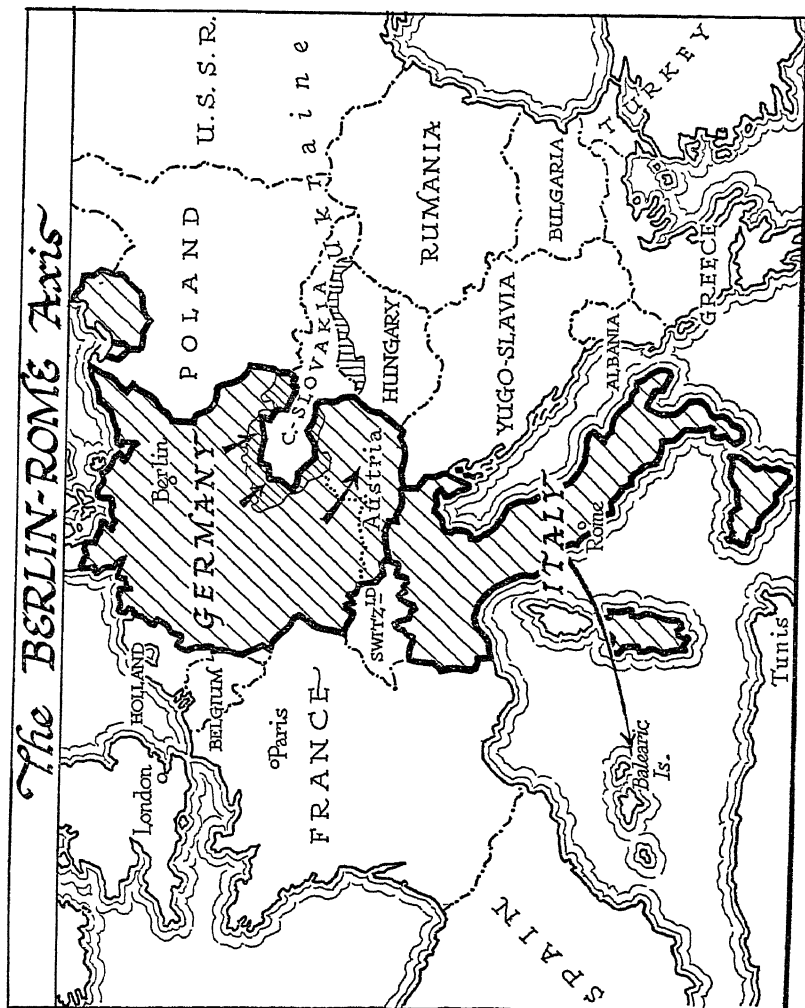 The BERLIN-ROME Axis
London
HOLLAND
BELGIUM
Paris
FRANCE
SPAIN
Berlin
GERMANY
POLAND
U.S.S.R.
Ukraine
C.-SLOVAKIA
Austria
SWITZ-LD
HUNGARY
RUMANIA
YUGO-SLAVIA
BULGARIA
ALBANIA
GREECE
TURKEY
ITALY
Rome
Balearic
Is.
Tunis